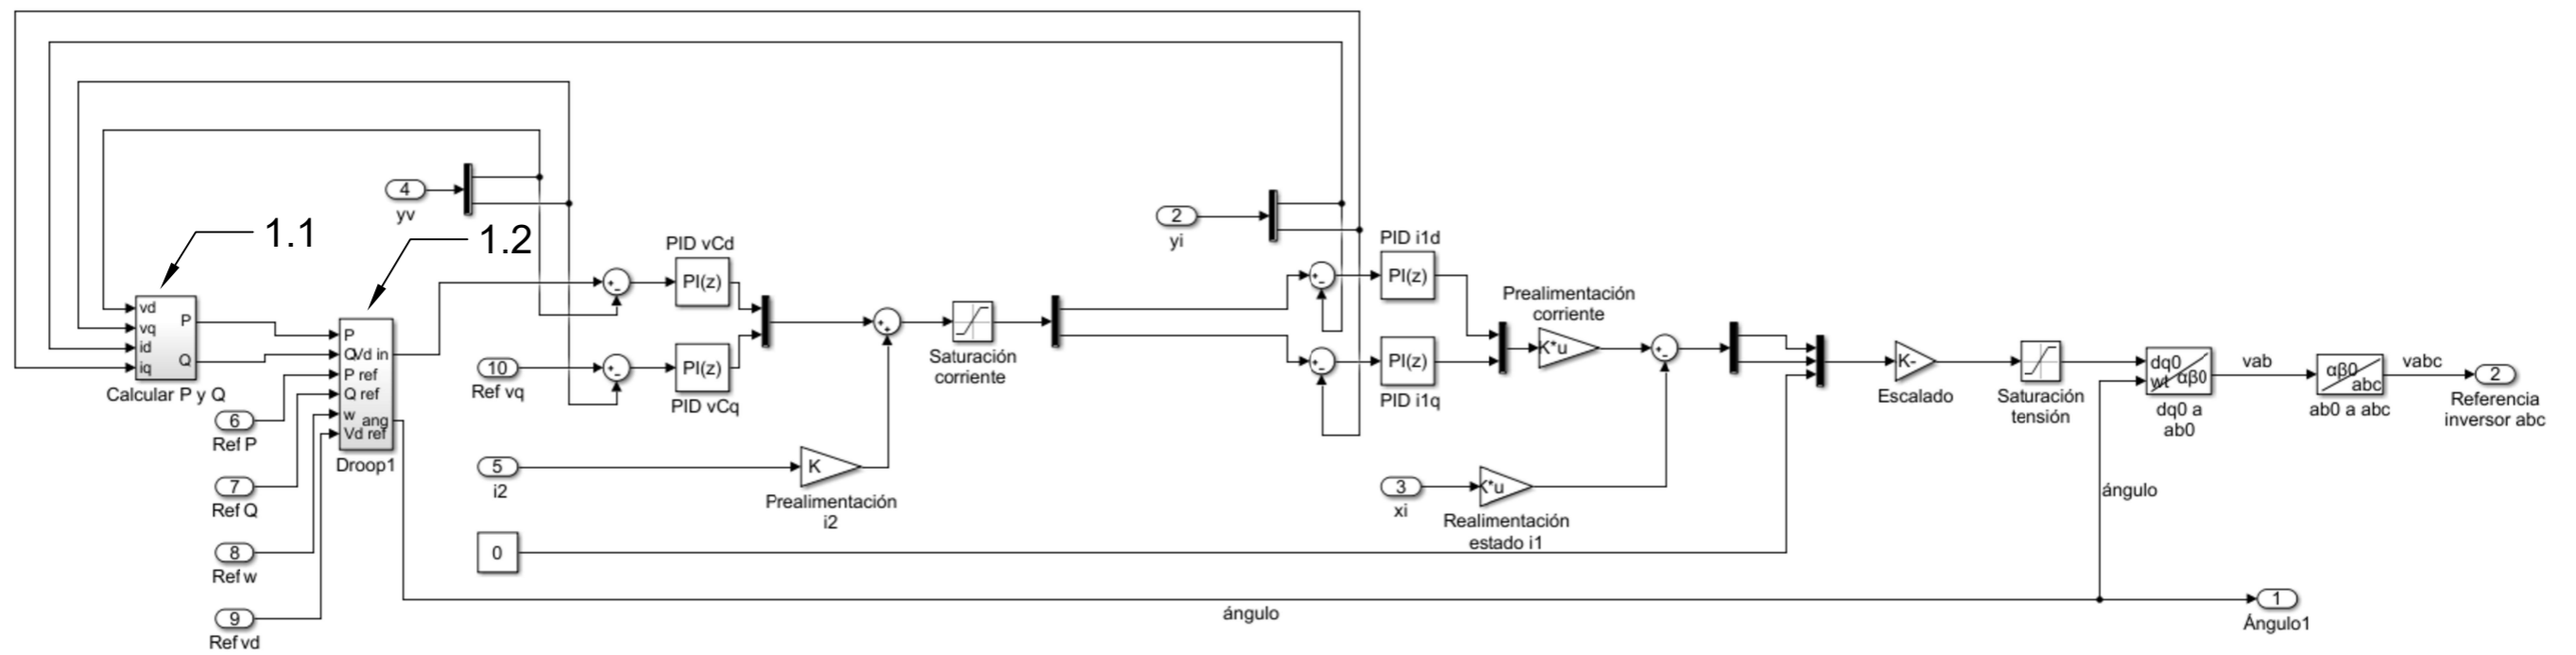 4
yv
1.1
1.2
2
yi
PID vCd
PI(z)
PID i1d
PI(z)
vd
vq
id
iq
P
Q
Calcular P y Q
P
Q
Vd in
P ref
Q ref
w
ang
Vd ref
Droop1
6
Ref P
7
Ref Q
8
Ref w
9
Ref vd
10
Ref vq
PI(z)
PID vCq
Saturación
corriente
5
i2
K
Prealimentación
i2
0
PI(z)
PID i1q
Prealimentación
corriente
K*u
3
xi
K*u
Realimentación
estado i1
K-
Escalado
Saturación
tensión
dq0
wt
αβ0
dq0 a
ab0
vab
αβ0
abc
ab0 a abc
vabc
2
Referencia
inversor abc
ángulo
ángulo
1
Ángulo1